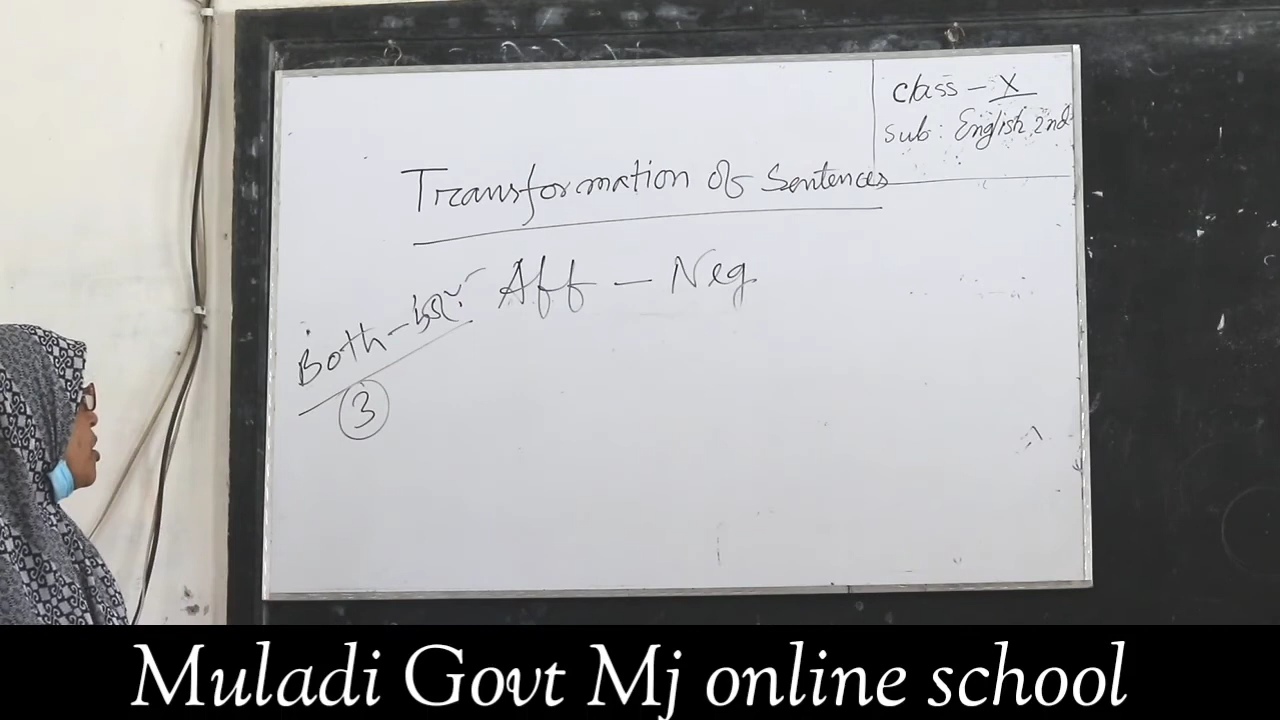 Class - X
Sub : English 2nd
Transformation of Sentences
Aff - Neg
Both -
3
Muladi Govt Mj online school